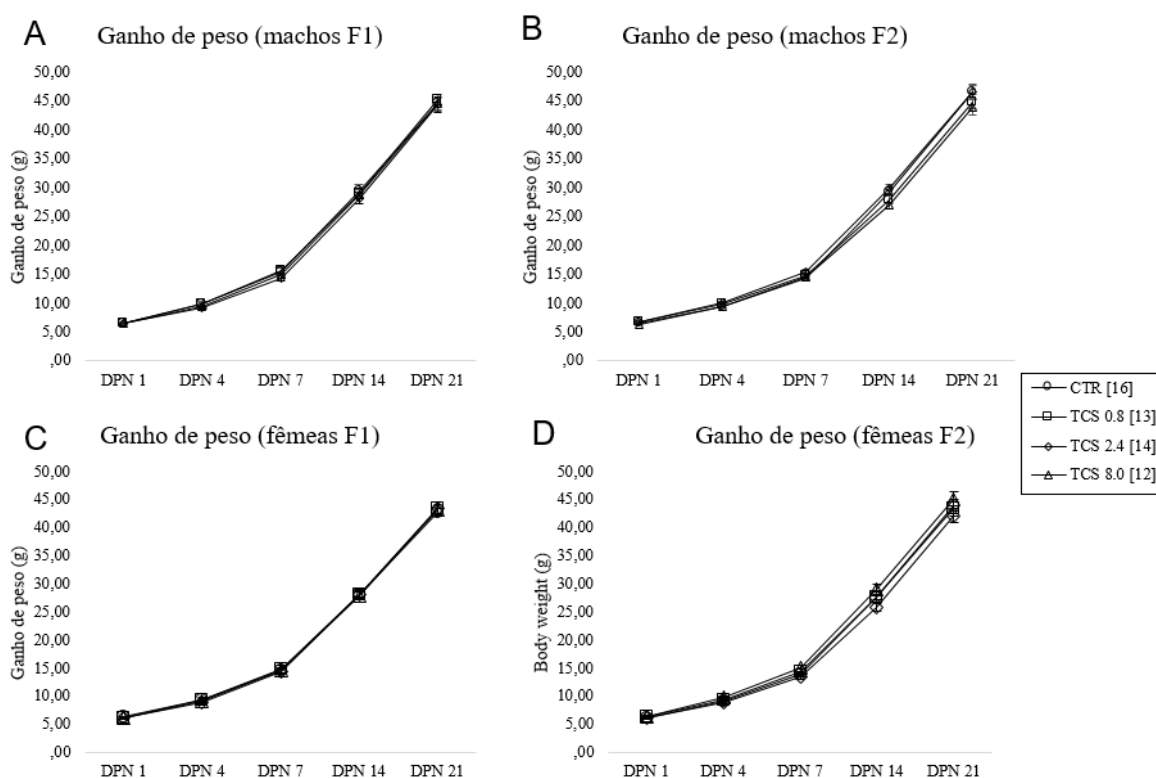 A
Ganho de peso (machos F1)
Ganho de peso (g)
50,00
45,00
40,00
35,00
30,00
25,00
20,00
15,00
10,00
5,00
,00
DPN 1 DPN 4 DPN 7 DPN 14 DPN 21
B
Ganho de peso (machos F2)
Ganho de peso (g)
50,00
45,00
40,00
35,00
30,00
25,00
20,00
15,00
10,00
5,00
,00
DPN 1 DPN 4 DPN 7 DPN 14 DPN 21
CTR [16]
TCS 0.8 [13]
TCS 2.4 [14]
TCS 8.0 [12]
C
Ganho de peso (fêmeas F1)
Ganho de peso (g)
50,00
45,00
40,00
35,00
30,00
25,00
20,00
15,00
10,00
5,00
,00
DPN 1 DPN 4 DPN 7 DPN 14 DPN 21
D
Ganho de peso (fêmeas F2)
Body weight (g)
50,00
45,00
40,00
35,00
30,00
25,00
20,00
15,00
10,00
5,00
,00
DPN 1 DPN 4 DPN 7 DPN 14 DPN 21